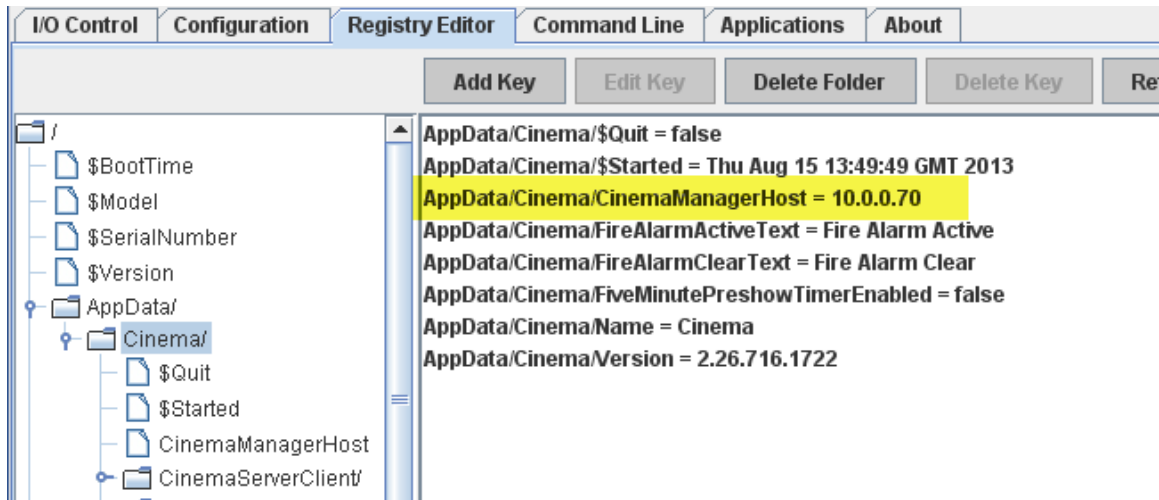 I/O Control Configuration Registry Editor Command Line Applications About
Add Key Edit Key Delete Folder Delete Key
/
$BootTime
$Model
$SerialNumber
$Version
AppData/
Cinema/
$Quit
$Started
CinemaManagerHost
CinemaServerClient/
AppData/Cinema/$Quit = false
AppData/Cinema/$Started = Thu Aug 15 13:49:49 GMT 2013
AppData/Cinema/CinemaManagerHost = 10.0.0.70
AppData/Cinema/FireAlarmActiveText = Fire Alarm Active
AppData/Cinema/FireAlarmClearText = Fire Alarm Clear
AppData/Cinema/FiveMinutePreshowTimerEnabled = false
AppData/Cinema/Name = Cinema
AppData/Cinema/Version = 2.26.716.1722